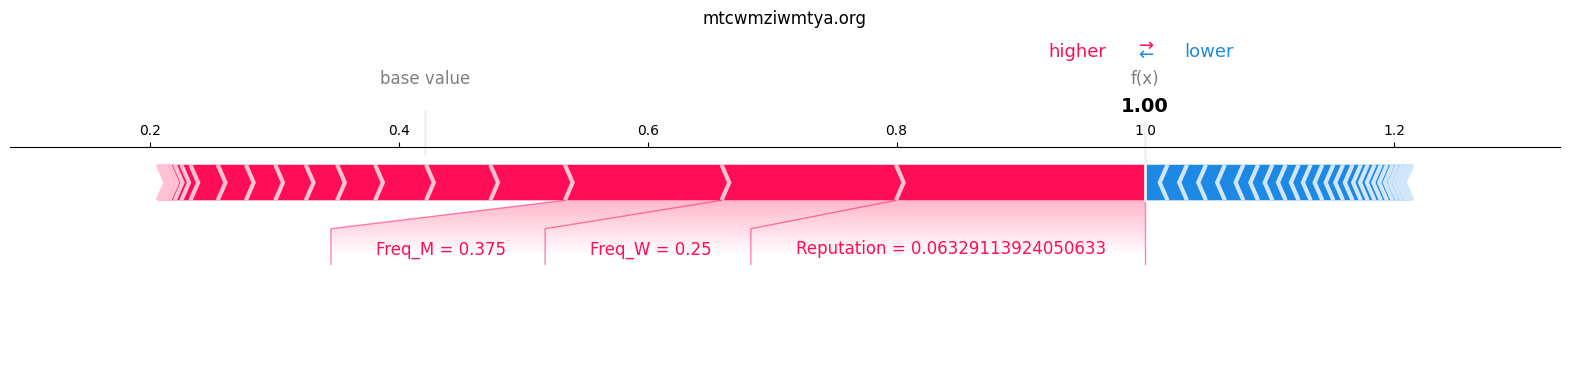 mtcwmziwmtya.org
higher → ← lower
base value f(x)
1.00
0.2 0.4 0.6 0.8 1.0 1.2
Freq_M = 0.375 Freq_W = 0.25 Reputation = 0.06329113924050633